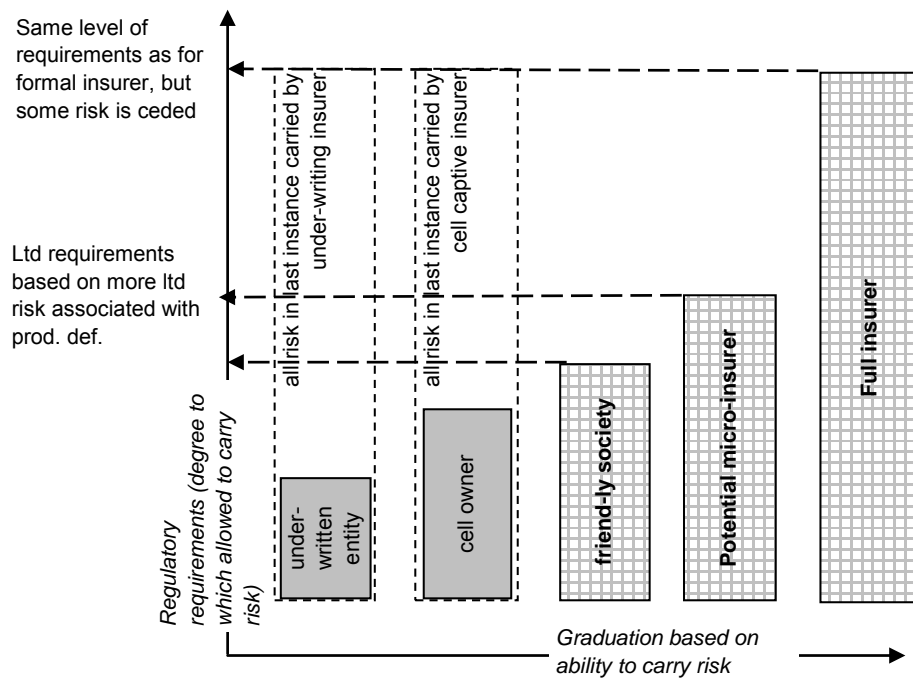 Same level of
requirements as for
formal insurer, but
some risk is ceded
Ltd requirements
based on more ltd
risk associated with
prod. def.
Regulatory
requirements (degree to
which allowed to carry
risk)
all risk in last instance carried by
under-writing insurer
under-
written
entity
all risk in last instance carried by
cell captive insurer
cell owner
friend-ly society
Potential micro-insurer
Full insurer
Graduation based on
ability to carry risk